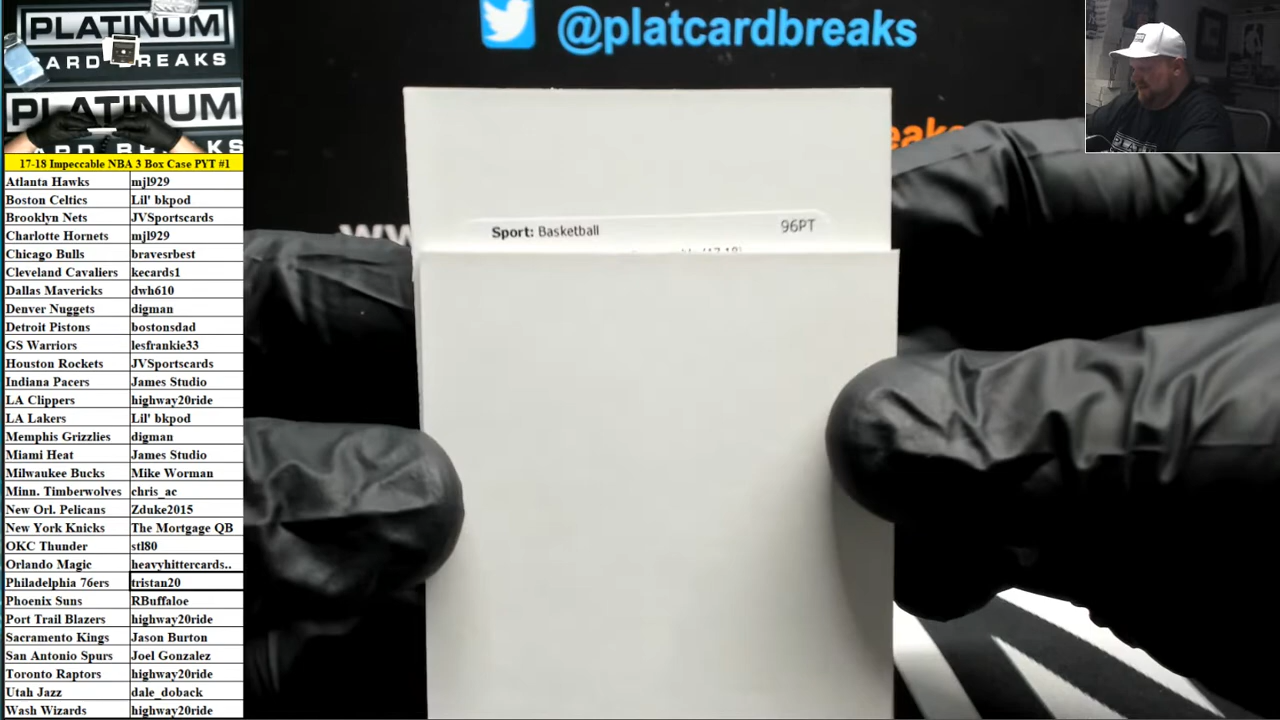 PLATINUM
ARD BREAKS
PLATINUM
CARD BREAKS
@platcardbreaks
eaks
www
Sport: Basketball 96PT
17-18 Impeccable NBA 3 Box Case PYT #1
Atlanta Hawks mjl929
Boston Celtics Lil' bkpod
Brooklyn Nets JVSportscards
Charlotte Hornets mjl929
Chicago Bulls bravesrbest
Cleveland Cavaliers kecards1
Dallas Mavericks dwh610
Denver Nuggets digman
Detroit Pistons bostonsdad
GS Warriors lesfrankie33
Houston Rockets JVSportscards
Indiana Pacers James Studio
LA Clippers highway20ride
LA Lakers Lil' bkpod
Memphis Grizzlies digman
Miami Heat James Studio
Milwaukee Bucks Mike Worman
Minn. Timberwolves chris_ac
New Orl. Pelicans Zduke2015
New York Knicks The Mortgage QB
OKC Thunder stl80
Orlando Magic heavyhittercards..
Philadelphia 76ers tristan20
Phoenix Suns RBuffaloe
Port Trail Blazers highway20ride
Sacramento Kings Jason Burton
San Antonio Spurs Joel Gonzalez
Toronto Raptors highway20ride
Utah Jazz dale_doback
Wash Wizards highway20ride